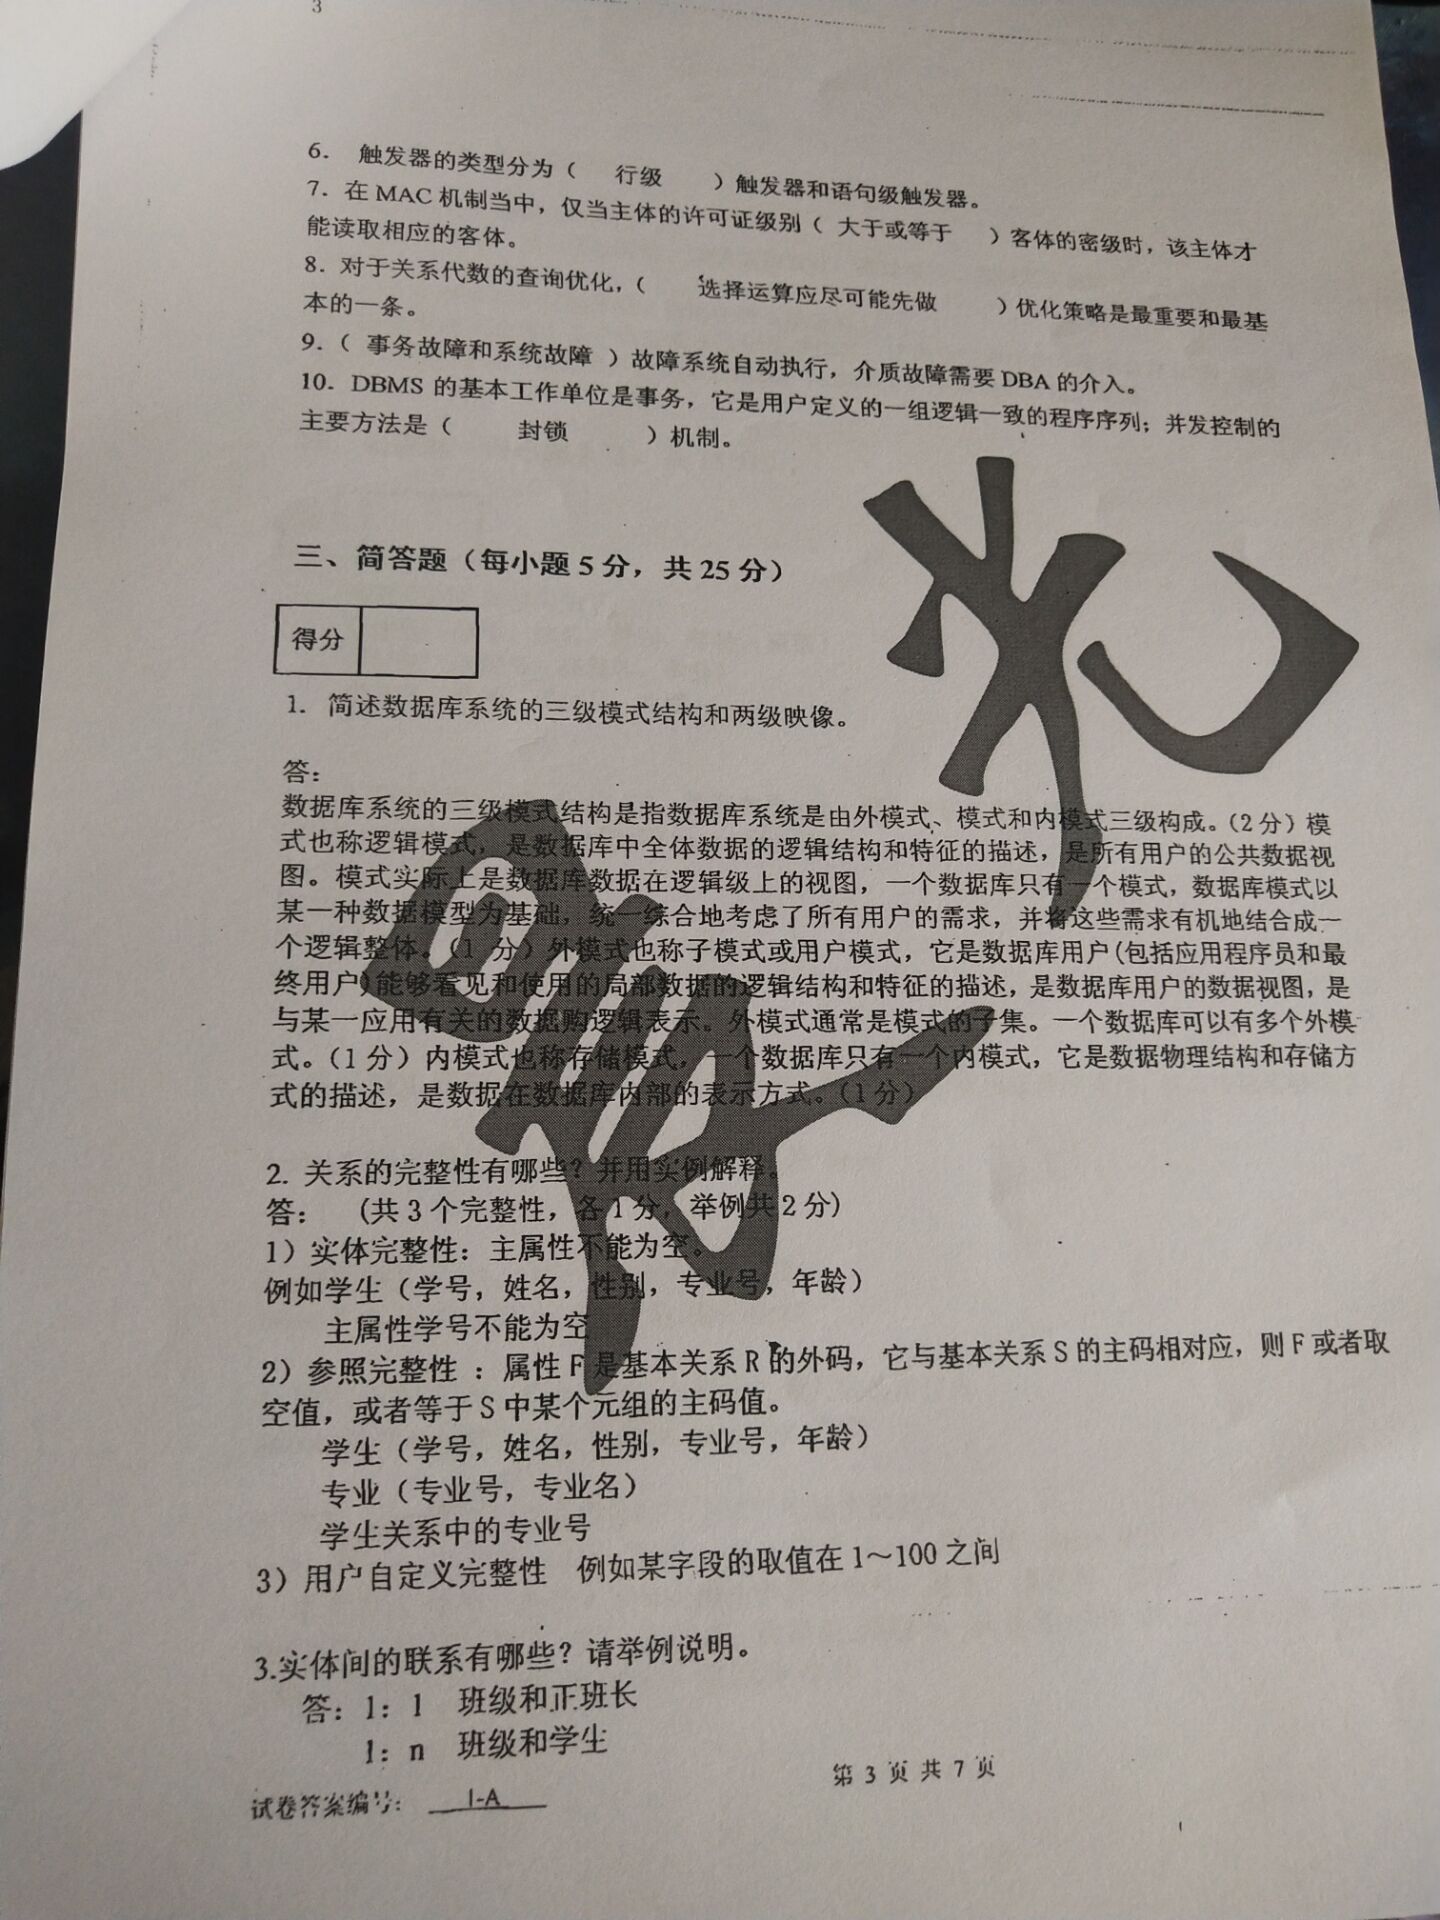 3
6. 触发器的类型分为（ 行级 ）触发器和语句级触发器。
7. 在 MAC 机制当中，仅当主体的许可证级别（ 大于或等于 ）客体的密级时，该主体才
能读取相应的客体。
8. 对于关系代数的查询优化，（ 选择运算应尽可能先做 ）优化策略是最重要和最基
本的一条。
9.（ 事务故障和系统故障 ）故障系统自动执行，介质故障需要 DBA 的介入。
10. DBMS 的基本工作单位是事务，它是用户定义的一组逻辑一致的程序序列；并发控制的
主要方法是（ 封锁 ）机制。
三、简答题（每小题 5 分，共 25 分）
得分
1. 简述数据库系统的三级模式结构和两级映像。
答：
数据库系统的三级模式结构是指数据库系统是由外模式、模式和内模式三级构成。（2 分）模
式也称逻辑模式，是数据库中全体数据的逻辑结构和特征的描述，是所有用户的公共数据视
图。模式实际上是数据库数据在逻辑级上的视图，一个数据库只有一个模式，数据库模式以
某一种数据模型为基础，统一综合地考虑了所有用户的需求，并将这些需求有机地结合成一
个逻辑整体。（1 分）外模式也称子模式或用户模式，它是数据库用户(包括应用程序员和最
终用户)能够看见和使用的局部数据的逻辑结构和特征的描述，是数据库用户的数据视图，是
与某一应用有关的数据购逻辑表示。外模式通常是模式的子集。一个数据库可以有多个外模
式。（1 分）内模式也称存储模式，一个数据库只有一个内模式，它是数据物理结构和存储方
式的描述，是数据在数据库内部的表示方式。（1 分）
2. 关系的完整性有哪些？并用实例解释。
答： (共 3 个完整性，各 1 分，举例共 2 分)
1）实体完整性：主属性不能为空。
例如学生（学号，姓名，性别，专业号，年龄）
主属性学号不能为空
2）参照完整性 ：属性 F 是基本关系 R 的外码，它与基本关系 S 的主码相对应，则 F 或者取
空值，或者等于 S 中某个元组的主码值。
学生（学号，姓名，性别，专业号，年龄）
专业（专业号，专业名）
学生关系中的专业号
3）用户自定义完整性 例如某字段的取值在 1～100 之间
3.实体间的联系有哪些？请举例说明。
答：1：1 班级和正班长
1：n 班级和学生
第 3 页 共 7 页
试卷答案编号： 1-A